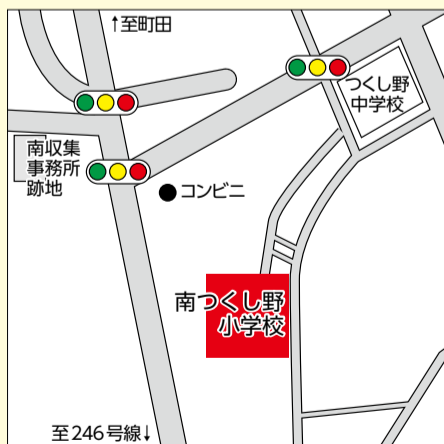 ↑至町田
つくし野
中学校
南収集
事務所
跡地
●コンビニ
南つくし野
小学校
至246号線↓